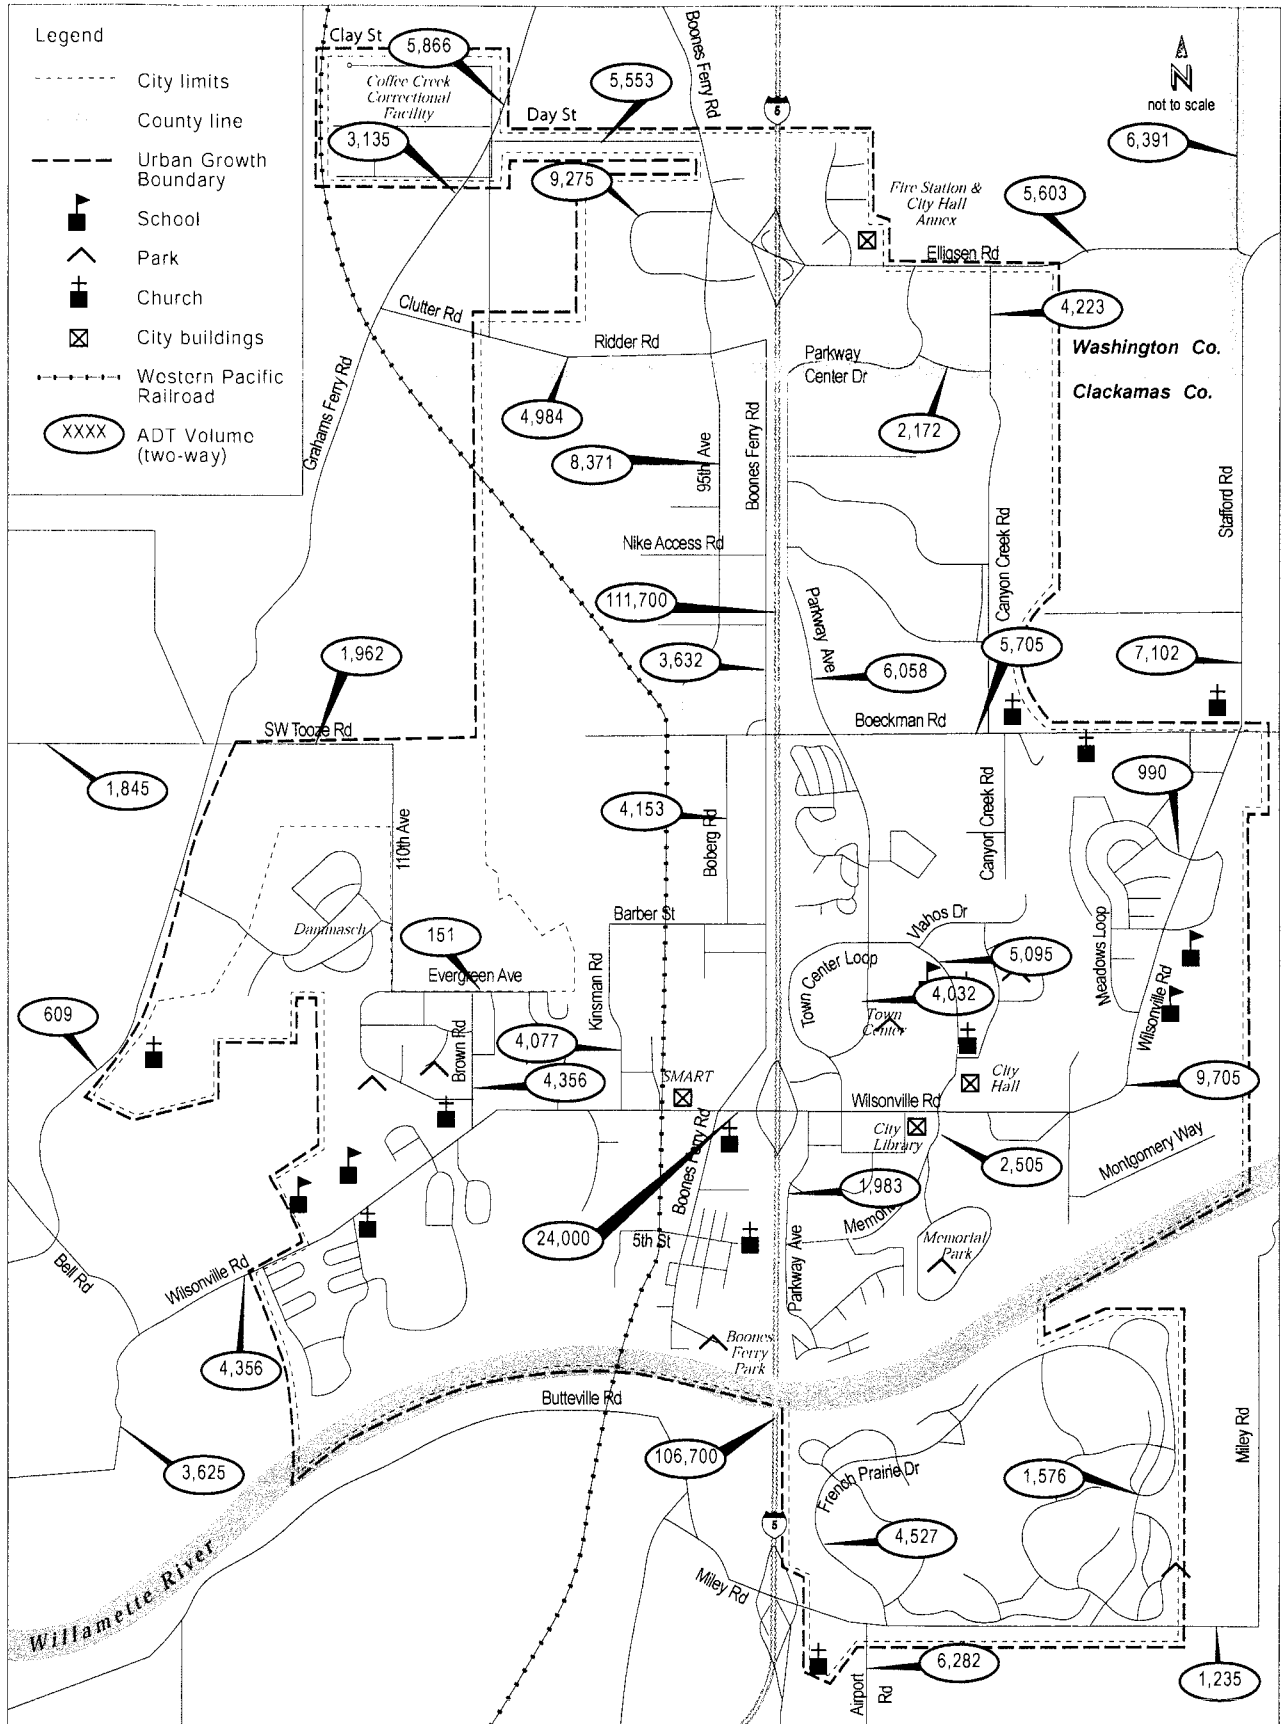 Legend
City limits
County line
Urban Growth
Boundary
School
Park
Church
City buildings
Western Pacific
Railroad
XXXX
ADT Volume
(two-way)
Clay St
5,866
Coffee Creek
Correctional
Facility
3,135
5,553
Day St
Boones Ferry Rd
5
N
not to scale
6,391
9,275
Fire Station &
City Hall
Annex
5,603
Elligsen Rd
4,223
Washington Co.
Clackamas Co.
Clutter Rd
Ridder Rd
Parkway
Center Dr
Grahams Ferry Rd
4,984
2,172
8,371
95th Ave
Boones Ferry Rd
Stafford Rd
Nike Access Rd
Canyon Creek Rd
111,700
Parkway Ave
1,962
3,632
6,058
5,705
7,102
SW Tooze Rd
Boeckman Rd
1,845
990
4,153
110th Ave
Boberg Rd
Canyon Creek Rd
Dammasch
Barber St
Vlahos Dr
151
Evergreen Ave
Town Center Loop
5,095
Meadows Loop
Kinsman Rd
4,032
Town
Center
609
Brown Rd
4,077
4,356
SMART
City
Hall
Wilsonville Rd
9,705
Wilsonville Rd
City
Library
Boones Ferry Rd
2,505
Montgomery Way
1,983
24,000
5th St
Memorial
Park
Parkway Ave
Bell Rd
Wilsonville Rd
Boones
Ferry
Park
4,356
Butteville Rd
106,700
3,625
French Prairie Dr
1,576
Miley Rd
5
4,527
Willamette River
Miley Rd
6,282
1,235
Airport
Rd